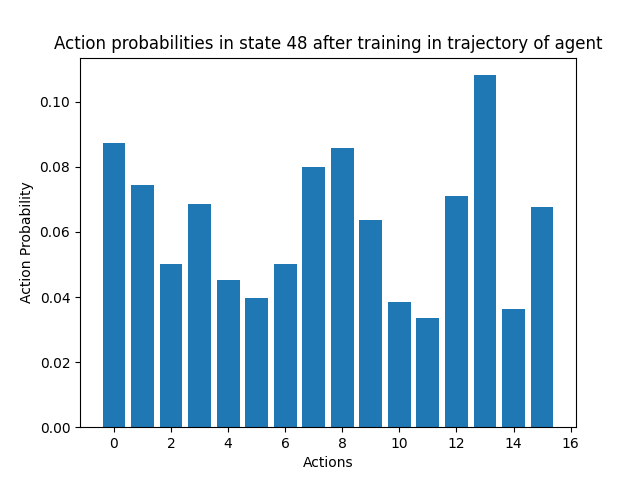 Action probabilities in state 48 after training in trajectory of agent
0.10
0.08
0.06
0.04
0.02
0.00
Action Probability
0 2 4 6 8 10 12 14 16
Actions